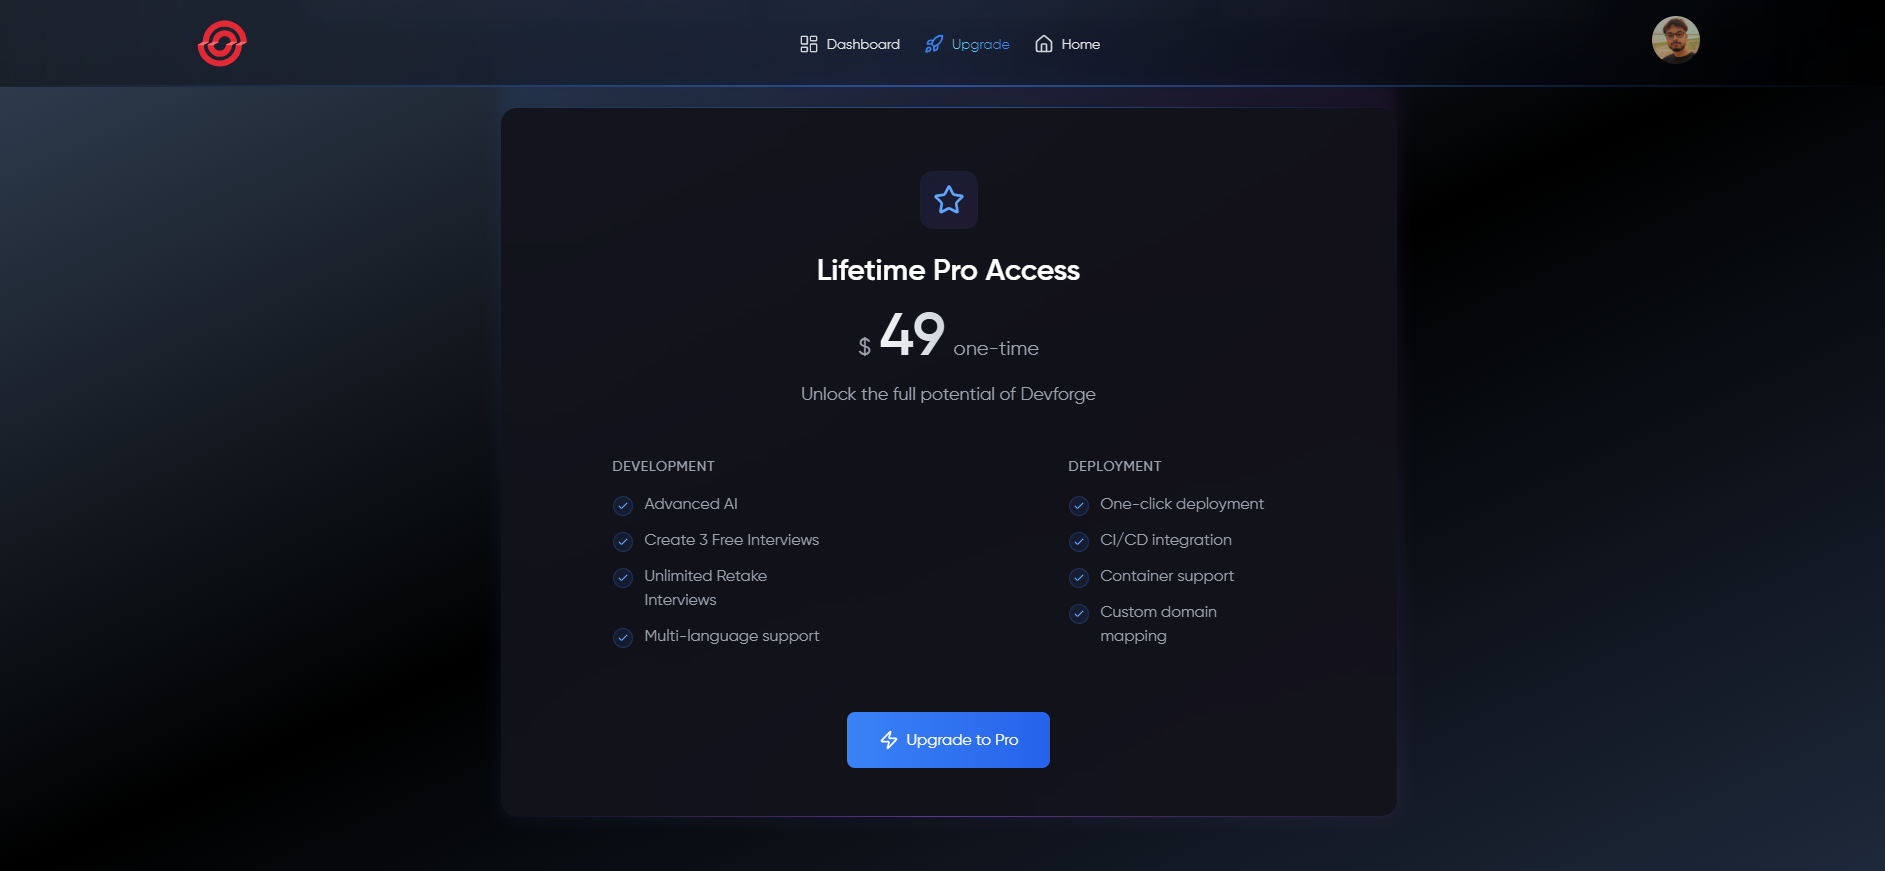 Dashboard Upgrade Home
Lifetime Pro Access
$ 49 one-time
Unlock the full potential of Devforge
DEVELOPMENT
Advanced AI
Create 3 Free Interviews
Unlimited Retake
Interviews
Multi-language support
DEPLOYMENT
One-click deployment
CI/CD integration
Container support
Custom domain
mapping
Upgrade to Pro